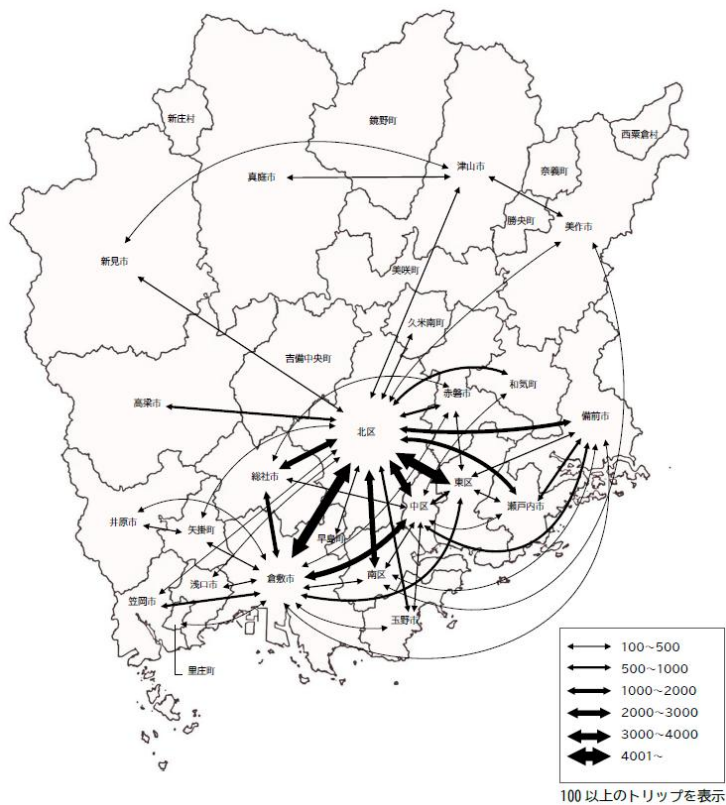 新庄村
鏡野町
西粟倉村
津山市
奈義町
真庭市
勝央町
美作市
新見市
美咲町
久米南町
吉備中央町
和気町
赤磐市
高梁市
備前市
北区
総社市
東区
瀬戸内市
中区
井原市
矢掛町
早島町
倉敷市
南区
浅口市
笠岡市
玉野市
里庄町
100～500
500～1000
1000～2000
2000～3000
3000～4000
4001～
100 以上のトリップを表示